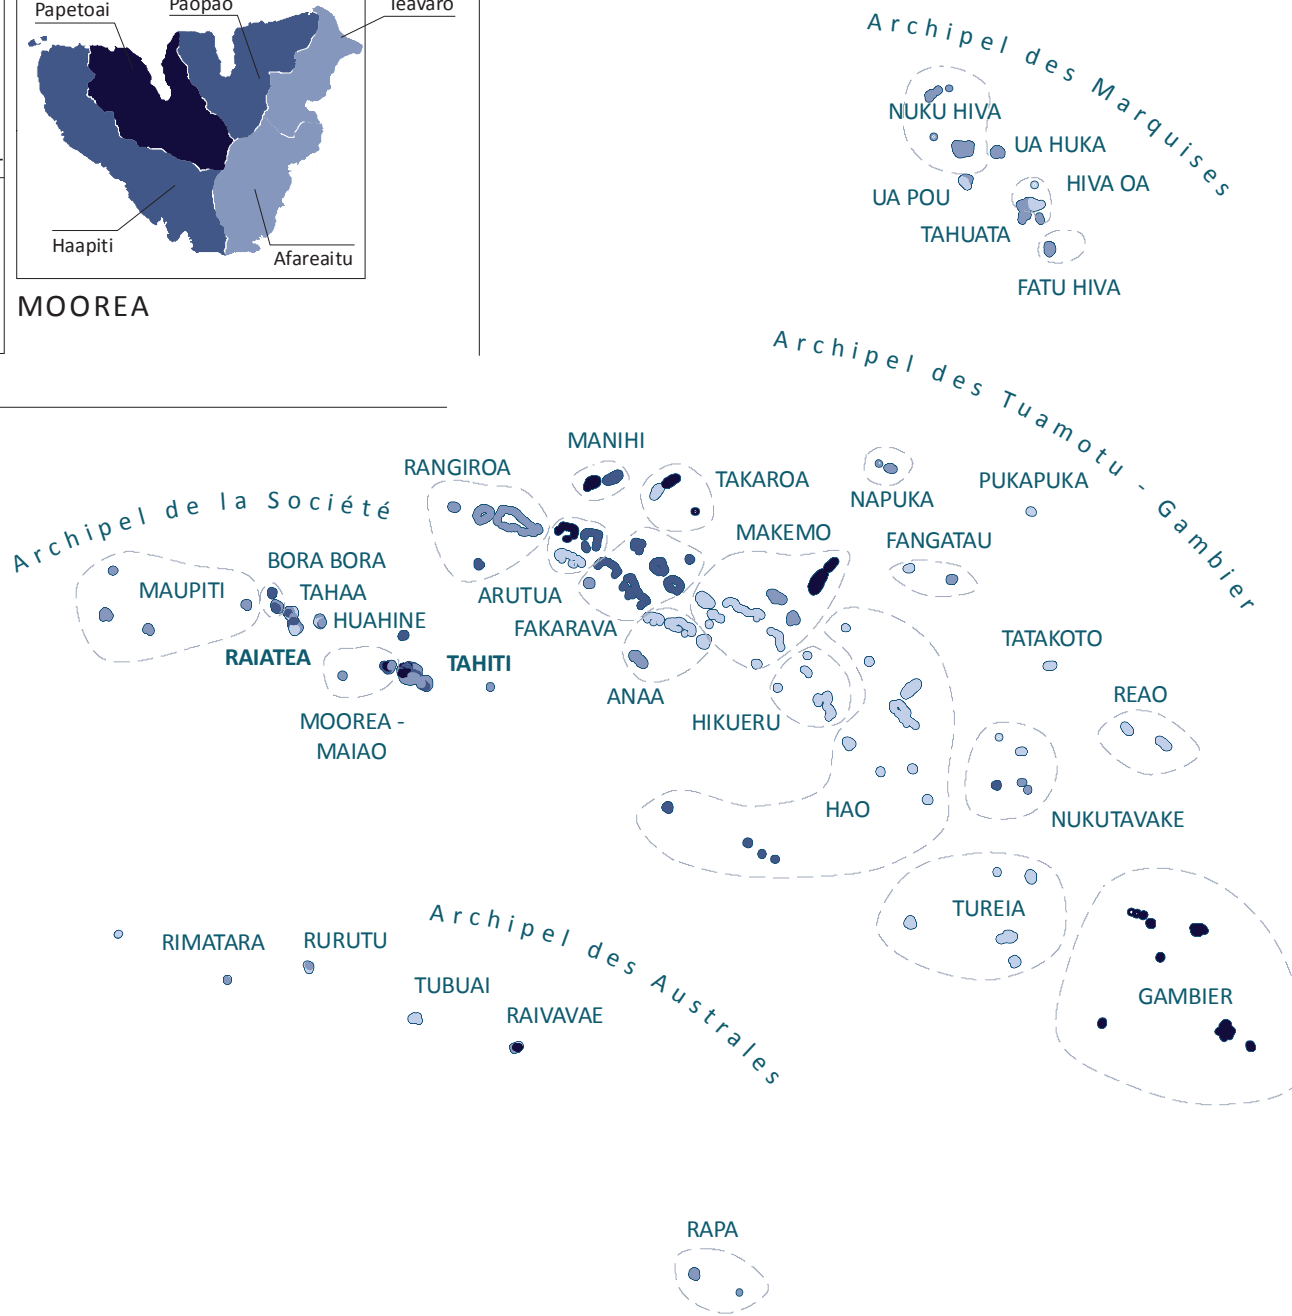 Papetoai
Paopao
Teavaro
Haapiti
Afareaitu
MOOREA
Archipel des Marquises
NUKU HIVA
UA HUKA
UA POU
HIVA OA
TAHUATA
FATU HIVA
Archipel des Tuamotu - Gambier
MANIHI
RANGIROA
TAKAROA
NAPUKA
PUKAPUKA
Archipel de la Société
MAKEMO
FANGATAU
BORA BORA
MAUPITI
TAHAA
ARUTUA
HUAHINE
FAKARAVA
TATAKOTO
RAIATEA
TAHITI
ANAA
REAO
HIKUERU
MOOREA -
MAIAO
HAO
NUKUTAVAKE
Archipel des Australes
TUREIA
RIMATARA
RURUTU
TUBUAI
GAMBIER
RAIVAVAE
RAPA